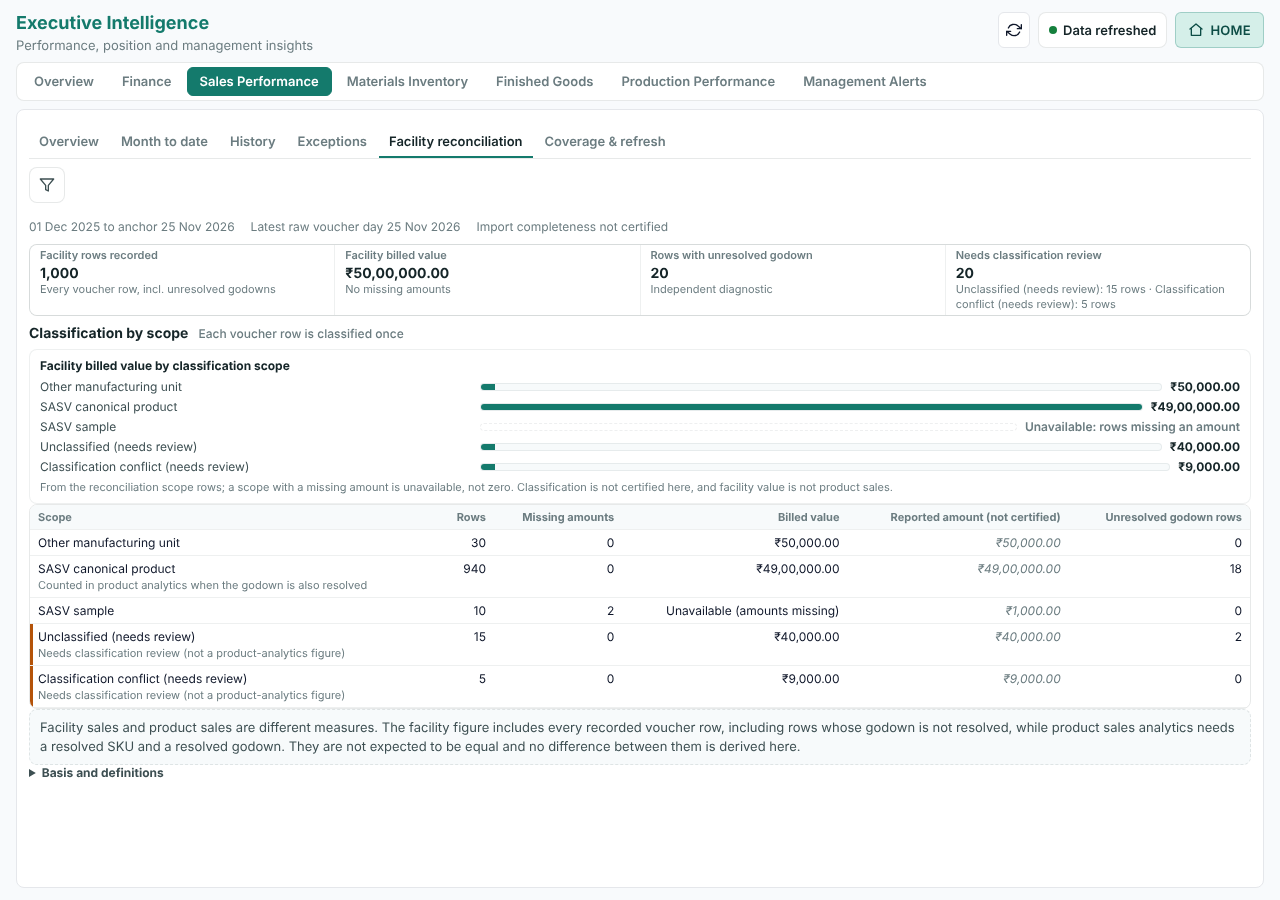 Executive Intelligence
Performance, position and management insights
Data refreshed
HOME
Overview Finance Sales Performance Materials Inventory Finished Goods Production Performance Management Alerts
Overview Month to date History Exceptions Facility reconciliation Coverage & refresh
01 Dec 2025 to anchor 25 Nov 2026 Latest raw voucher day 25 Nov 2026 Import completeness not certified
Facility rows recorded
1,000
Every voucher row, incl. unresolved godowns
Facility billed value
₹50,00,000.00
No missing amounts
Rows with unresolved godown
20
Independent diagnostic
Needs classification review
20
Unclassified (needs review): 15 rows · Classification
conflict (needs review): 5 rows
Classification by scope Each voucher row is classified once
Facility billed value by classification scope
Other manufacturing unit ₹50,000.00
SASV canonical product ₹49,00,000.00
SASV sample Unavailable: rows missing an amount
Unclassified (needs review) ₹40,000.00
Classification conflict (needs review) ₹9,000.00
From the reconciliation scope rows; a scope with a missing amount is unavailable, not zero. Classification is not certified here, and facility value is not product sales.
Scope Rows Missing amounts Billed value Reported amount (not certified) Unresolved godown rows
Other manufacturing unit 30 0 ₹50,000.00 ₹50,000.00 0
SASV canonical product 940 0 ₹49,00,000.00 ₹49,00,000.00 18
Counted in product analytics when the godown is also resolved
SASV sample 10 2 Unavailable (amounts missing) ₹1,000.00 0
Unclassified (needs review) 15 0 ₹40,000.00 ₹40,000.00 2
Needs classification review (not a product-analytics figure)
Classification conflict (needs review) 5 0 ₹9,000.00 ₹9,000.00 0
Needs classification review (not a product-analytics figure)
Facility sales and product sales are different measures. The facility figure includes every recorded voucher row, including rows whose godown is not resolved, while product sales analytics needs
a resolved SKU and a resolved godown. They are not expected to be equal and no difference between them is derived here.
Basis and definitions